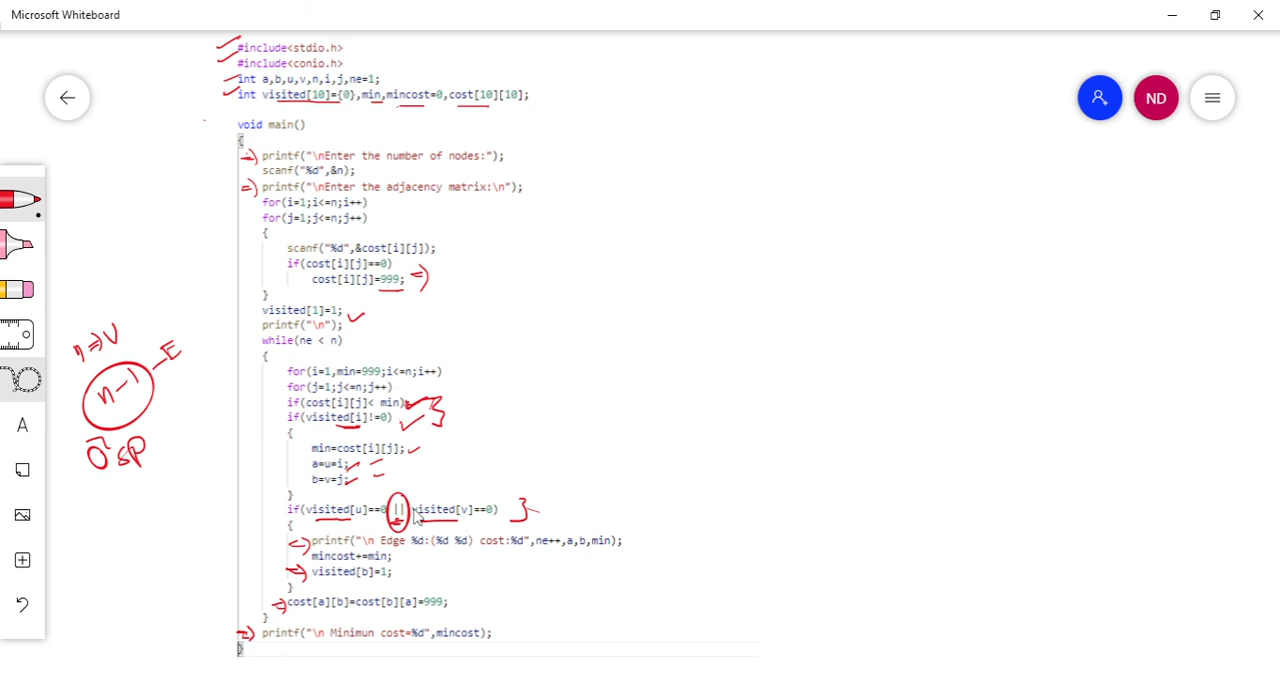 Microsoft Whiteboard
#include<stdio.h>
#include<conio.h>
int a,b,u,v,n,i,j,ne=1;
int visited[10]={0},min,mincost=0,cost[10][10];
ND
void main()
{
printf("\nEnter the number of nodes:");
scanf("%d",&n);
printf("\nEnter the adjacency matrix:\n");
for(i=1;i<=n;i++)
for(j=1;j<=n;j++)
{
scanf("%d",&cost[i][j]);
if(cost[i][j]==0)
cost[i][j]=999;
}
visited[1]=1;
printf("\n");
while(ne < n)
{
for(i=1,min=999;i<=n;i++)
for(j=1;j<=n;j++)
if(cost[i][j]< min)
if(visited[i]!=0)
{
min=cost[i][j];
a=u=i;
b=v=j;
}
if(visited[u]==0 || visited[v]==0)
{
printf("\n Edge %d:(%d %d) cost:%d",ne++,a,b,min);
mincost+=min;
visited[b]=1;
}
cost[a][b]=cost[b][a]=999;
}
printf("\n Minimun cost=%d",mincost);
}
n => V
n-1 - E
SP
A